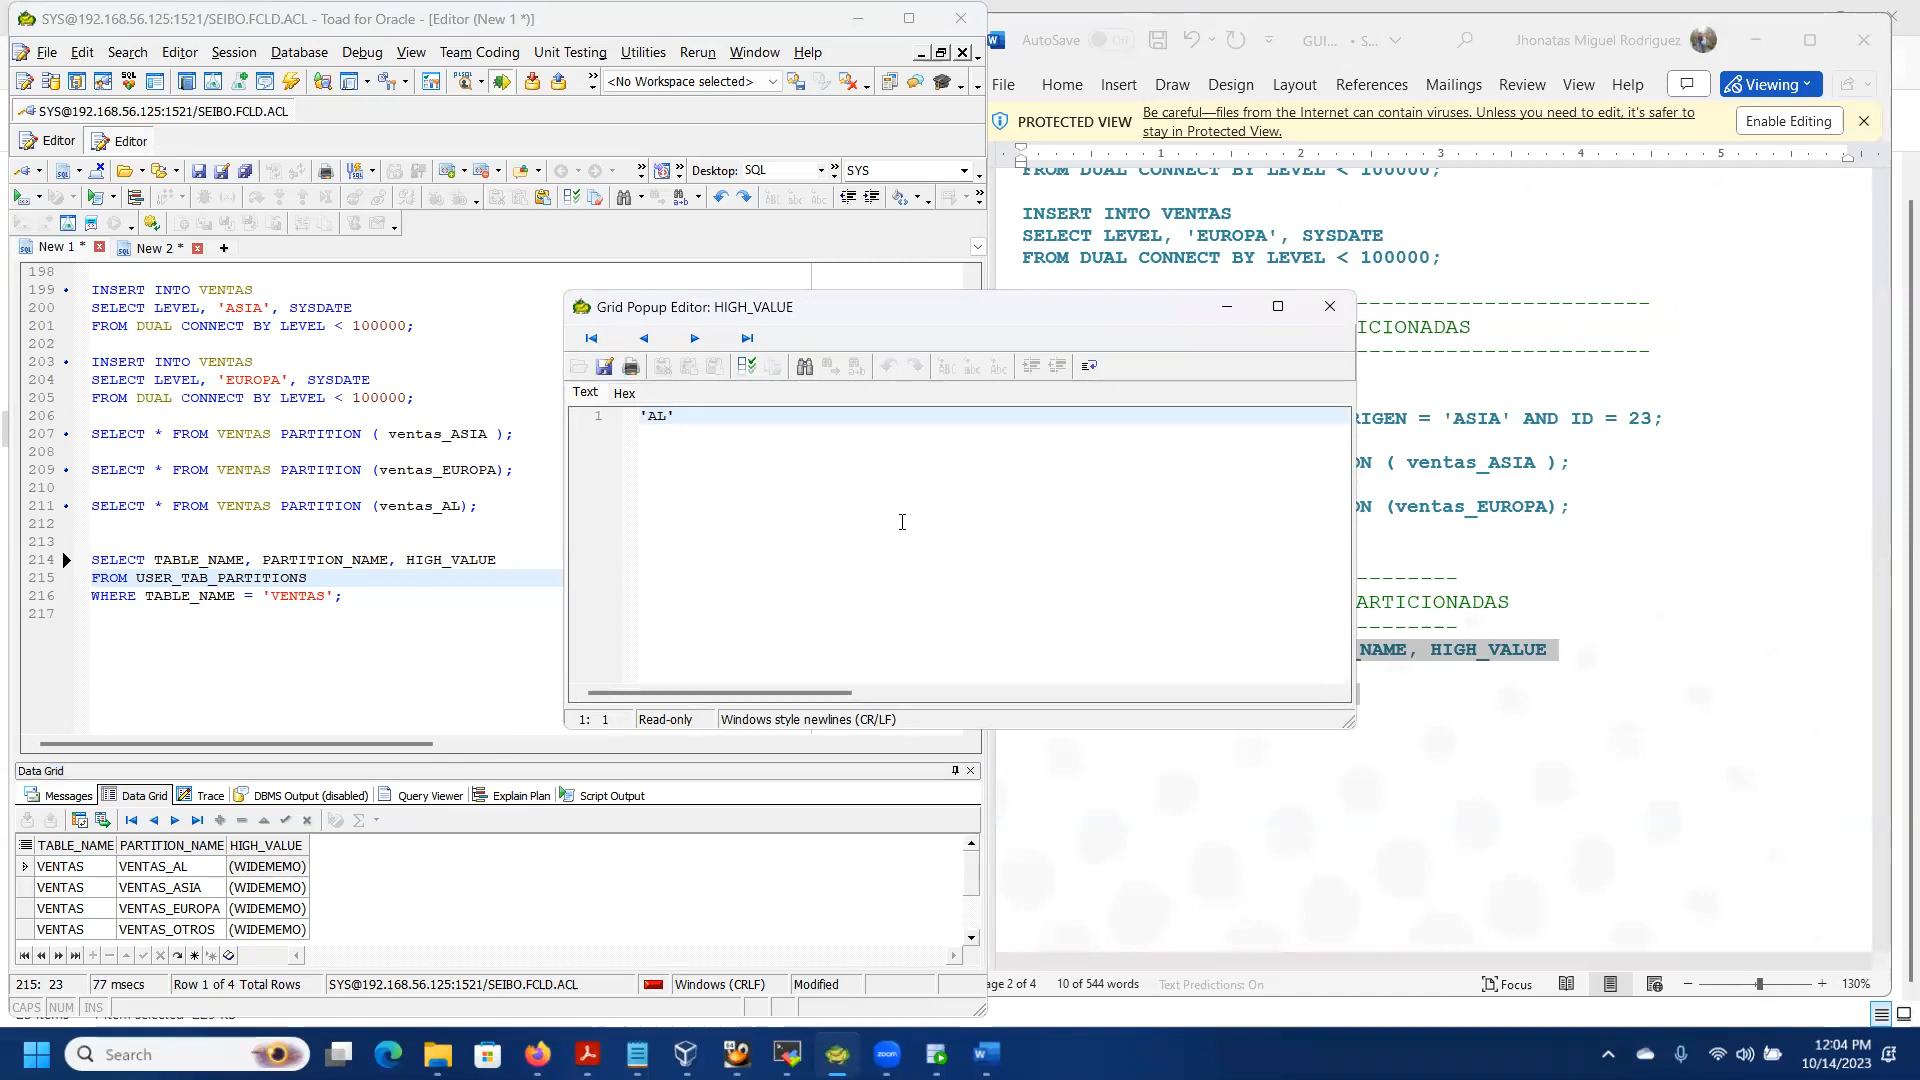 SYS@192.168.56.125:1521/SEIBO.FCLD.ACL - Toad for Oracle - [Editor (New 1 *)]
File Edit Search Editor Session Database Debug View Team Coding Unit Testing Utilities Rerun Window Help
<No Workspace selected>
SYS@192.168.56.125:1521/SEIBO.FCLD.ACL
Editor Editor
Desktop: SQL SYS
New 1 * New 2 *
198
199 INSERT INTO VENTAS
200 SELECT LEVEL, 'ASIA', SYSDATE
201 FROM DUAL CONNECT BY LEVEL < 100000;
202
203 INSERT INTO VENTAS
204 SELECT LEVEL, 'EUROPA', SYSDATE
205 FROM DUAL CONNECT BY LEVEL < 100000;
206
207 SELECT * FROM VENTAS PARTITION ( ventas_ASIA );
208
209 SELECT * FROM VENTAS PARTITION (ventas_EUROPA);
210
211 SELECT * FROM VENTAS PARTITION (ventas_AL);
212
213
214 SELECT TABLE_NAME, PARTITION_NAME, HIGH_VALUE
215 FROM USER_TAB_PARTITIONS
216 WHERE TABLE_NAME = 'VENTAS';
217
Grid Popup Editor: HIGH_VALUE
Text Hex
1 'AL'
1: 1 Read-only Windows style newlines (CR/LF)
Data Grid
Messages Data Grid Trace DBMS Output (disabled) Query Viewer Explain Plan Script Output
TABLE_NAME PARTITION_NAME HIGH_VALUE
VENTAS VENTAS_AL (WIDEMEMO)
VENTAS VENTAS_ASIA (WIDEMEMO)
VENTAS VENTAS_EUROPA (WIDEMEMO)
VENTAS VENTAS_OTROS (WIDEMEMO)
215: 23 77 msecs Row 1 of 4 Total Rows SYS@192.168.56.125:1521/SEIBO.FCLD.ACL Windows (CRLF) Modified
CAPS NUM INS
AutoSave Off GUI... • S... Jhonatas Miguel Rodriguez
File Home Insert Draw Design Layout References Mailings Review View Help Viewing
PROTECTED VIEW Be careful—files from the Internet can contain viruses. Unless you need to edit, it's safer to stay in Protected View. Enable Editing
1 2 3 4 5
FROM DUAL CONNECT BY LEVEL < 100000;
INSERT INTO VENTAS
SELECT LEVEL, 'EUROPA', SYSDATE
FROM DUAL CONNECT BY LEVEL < 100000;
ICIONADAS
RIGEN = 'ASIA' AND ID = 23;
ON ( ventas_ASIA );
ON (ventas_EUROPA);
ARTICIONADAS
_NAME, HIGH_VALUE
age 2 of 4 10 of 544 words Text Predictions: On Focus 130%
Search zoom 12:04 PM
10/14/2023